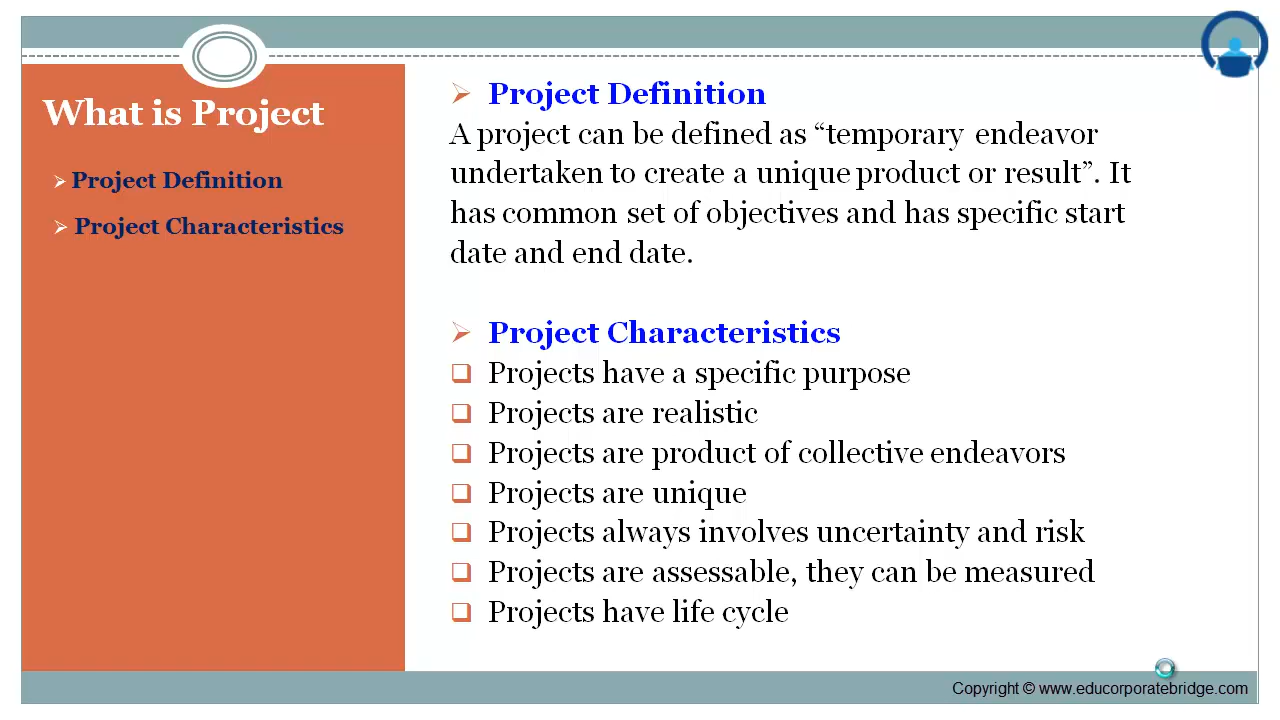 What is Project
Project Definition
Project Characteristics
Project Definition
A project can be defined as “temporary endeavor
undertaken to create a unique product or result”. It
has common set of objectives and has specific start
date and end date.
Project Characteristics
Projects have a specific purpose
Projects are realistic
Projects are product of collective endeavors
Projects are unique
Projects always involves uncertainty and risk
Projects are assessable, they can be measured
Projects have life cycle
Copyright © www.educorporatebridge.com